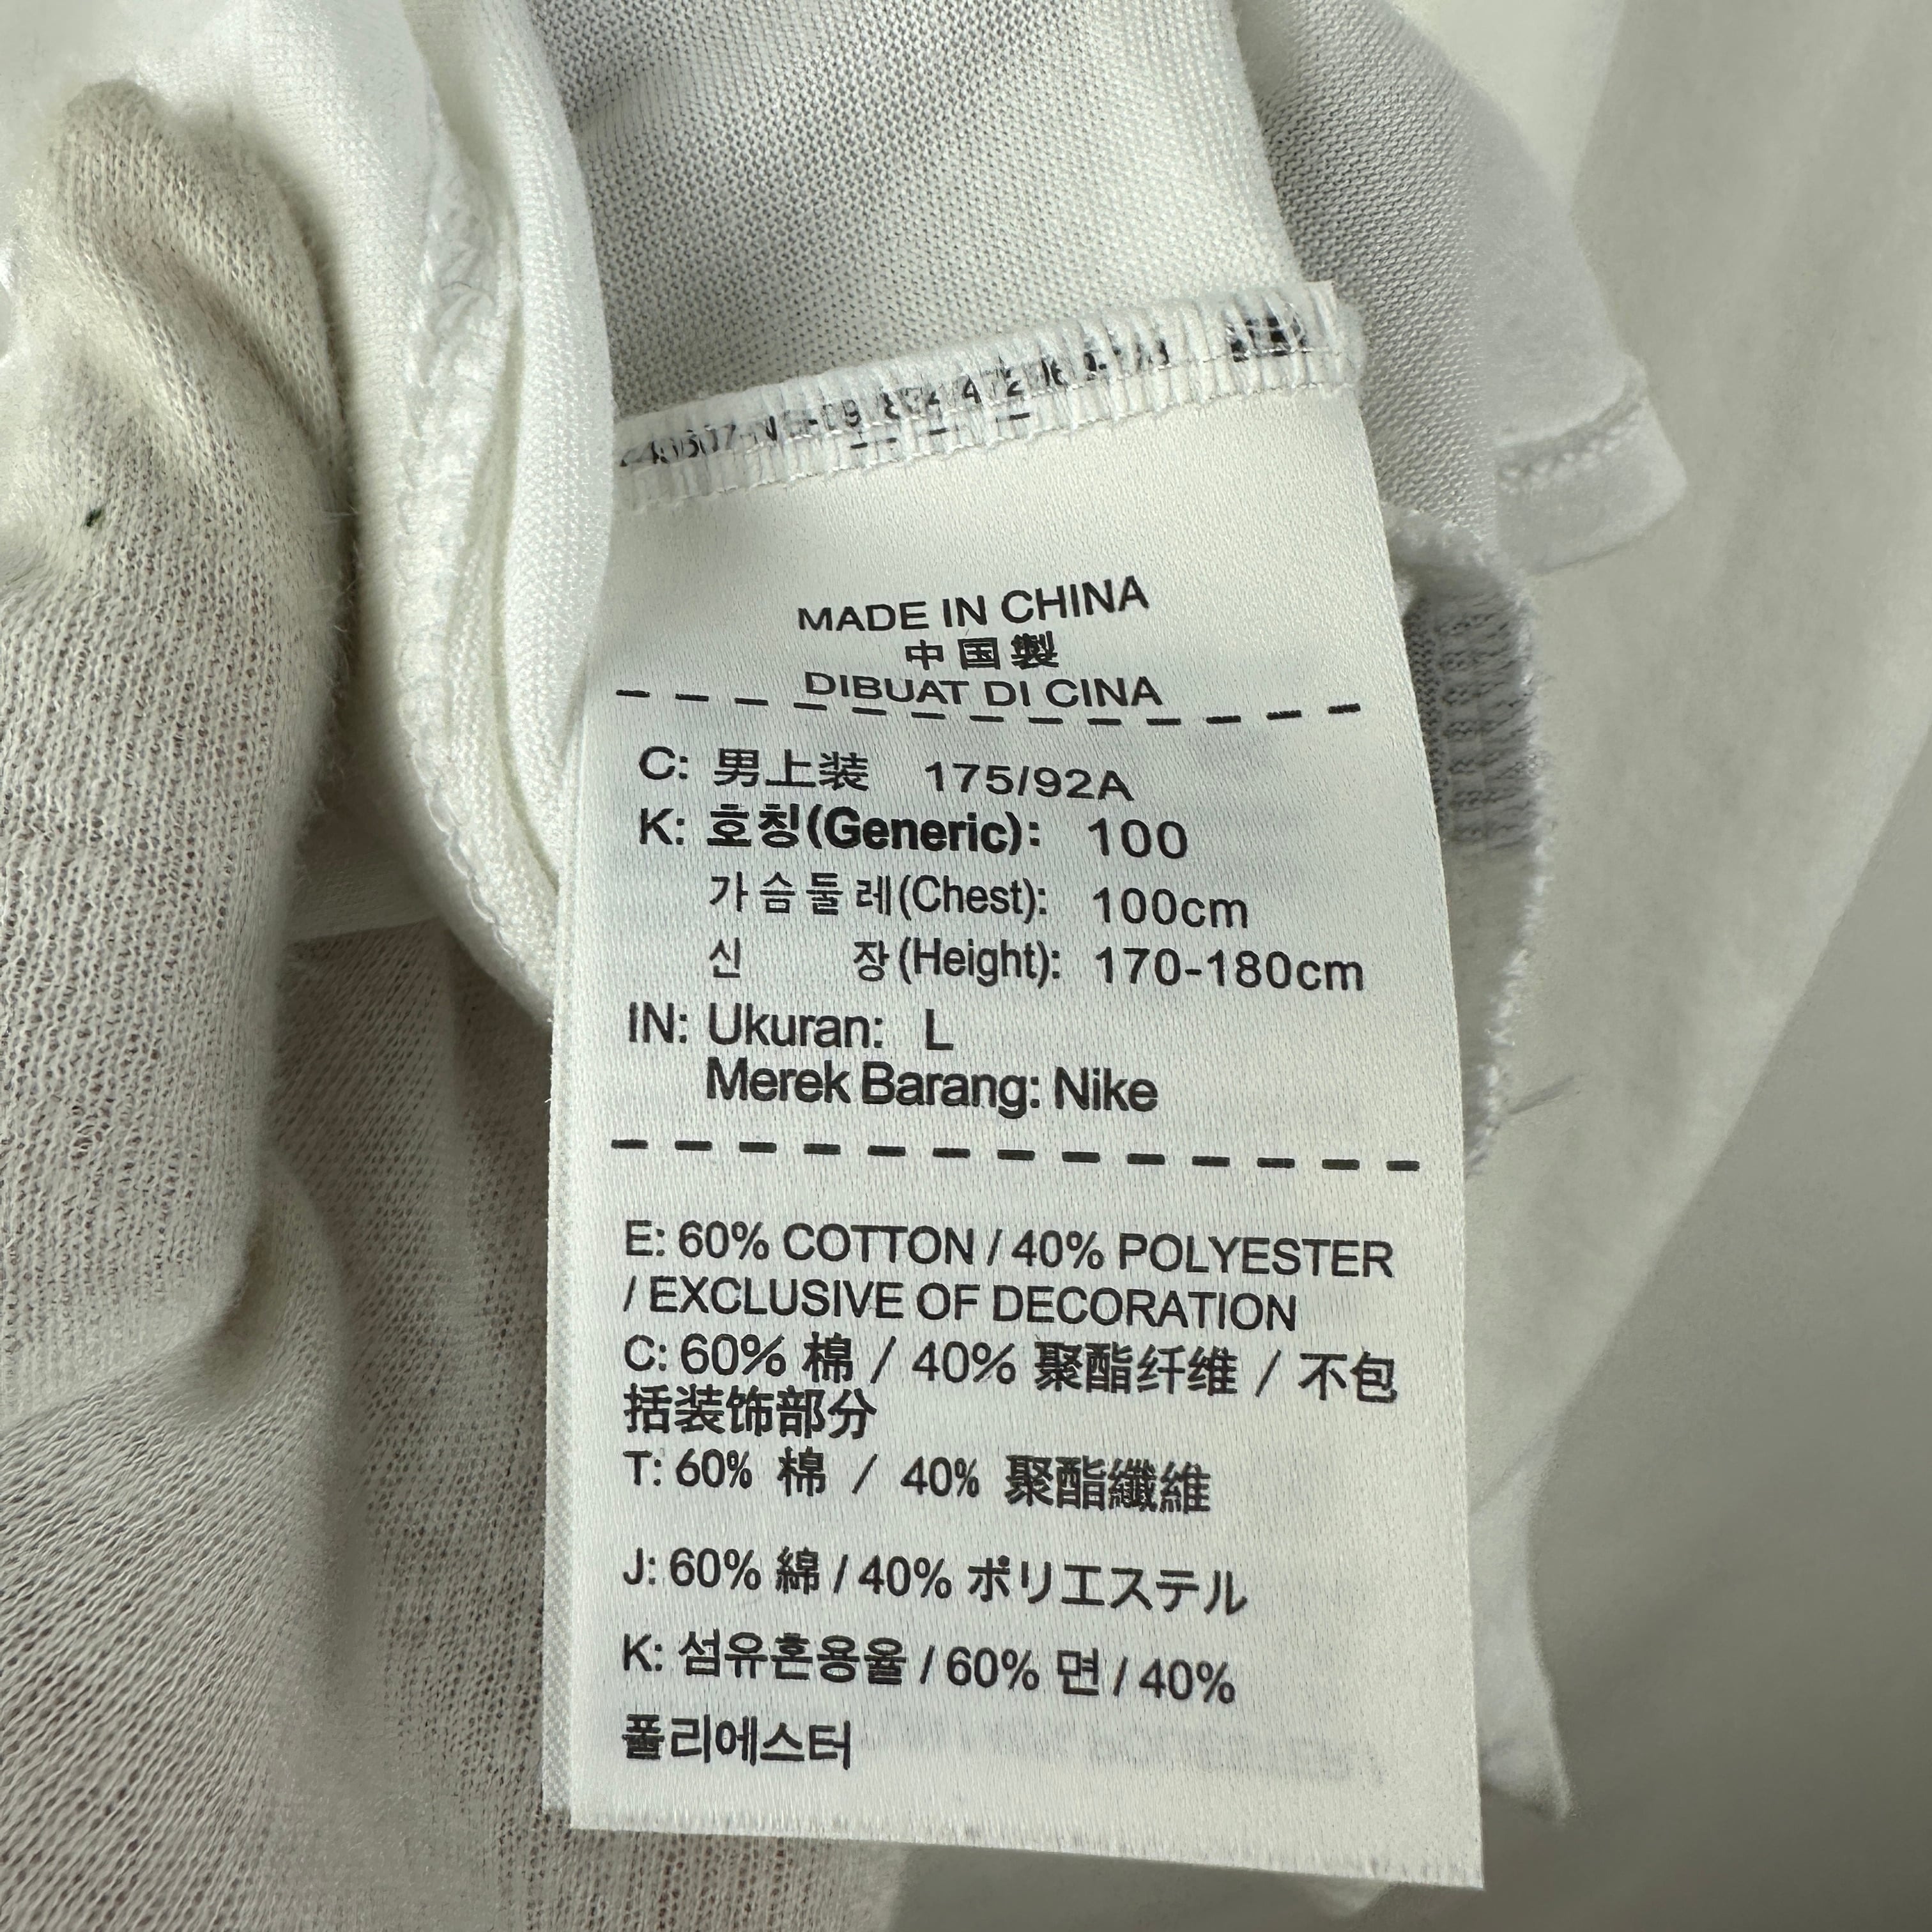 MADE IN CHINA
中国製
DIBUAT DI CINA
C: 男上装 175/92A
K: 호칭(Generic): 100
가슴둘레(Chest): 100cm
신 장(Height): 170-180cm
IN: Ukuran: L
Merek Barang: Nike
E: 60% COTTON / 40% POLYESTER
/ EXCLUSIVE OF DECORATION
C: 60% 棉 / 40% 聚酯纤维 / 不包
括装饰部分
T: 60% 棉 / 40% 聚酯纖維
J: 60% 綿 / 40% ポリエステル
K: 섬유혼용율 / 60% 면 / 40%
폴리에스터